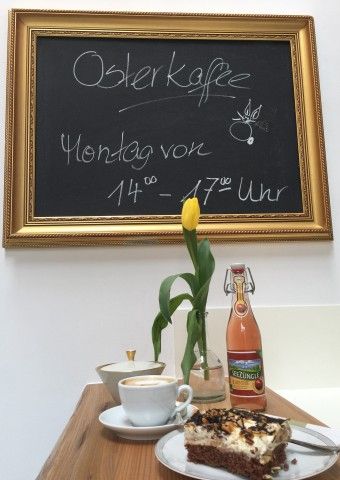 Osterkaffee
Montag von
14⁰⁰ - 17⁰⁰ Uhr